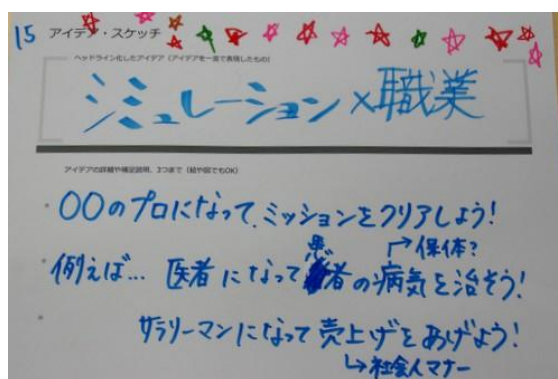 15 アイデア・スケッチ
ヘッドライン化したアイデア（アイデアを一言で表現したもの）
シミュレーション×職業
アイデアの詳細や補足説明、3つまで（絵や図でもOK）
・〇〇のプロになって、ミッションをクリアしよう！
保体？
・例えば… 医者になって患者の病気を治そう！
・サラリーマンになって売上げをあげよう！
社会人マナー